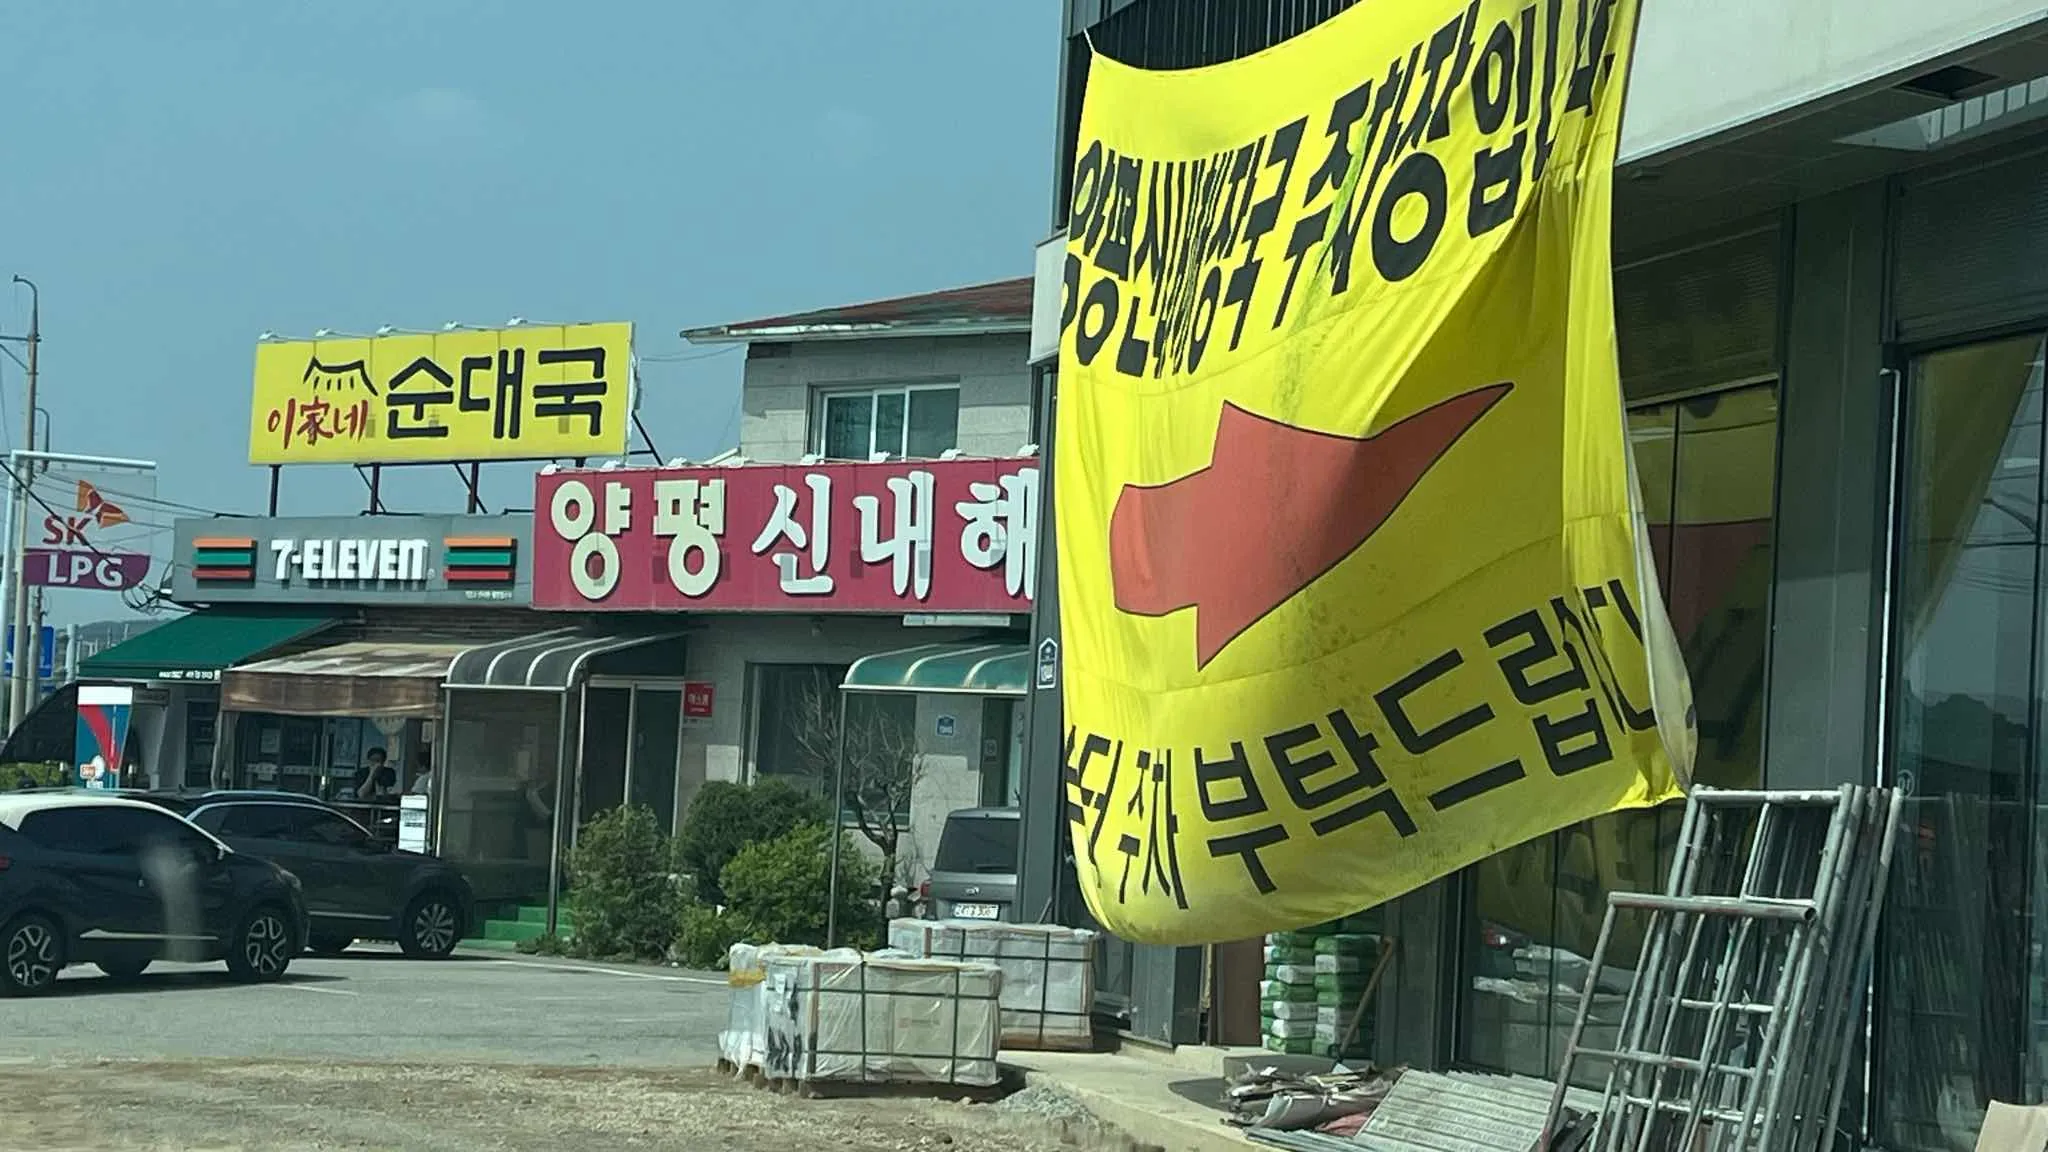 이家네 순대국
SK
LPG
7-ELEVEN
양평신내해
양평신내해장국 주차장입니다
주차 부탁드립니다